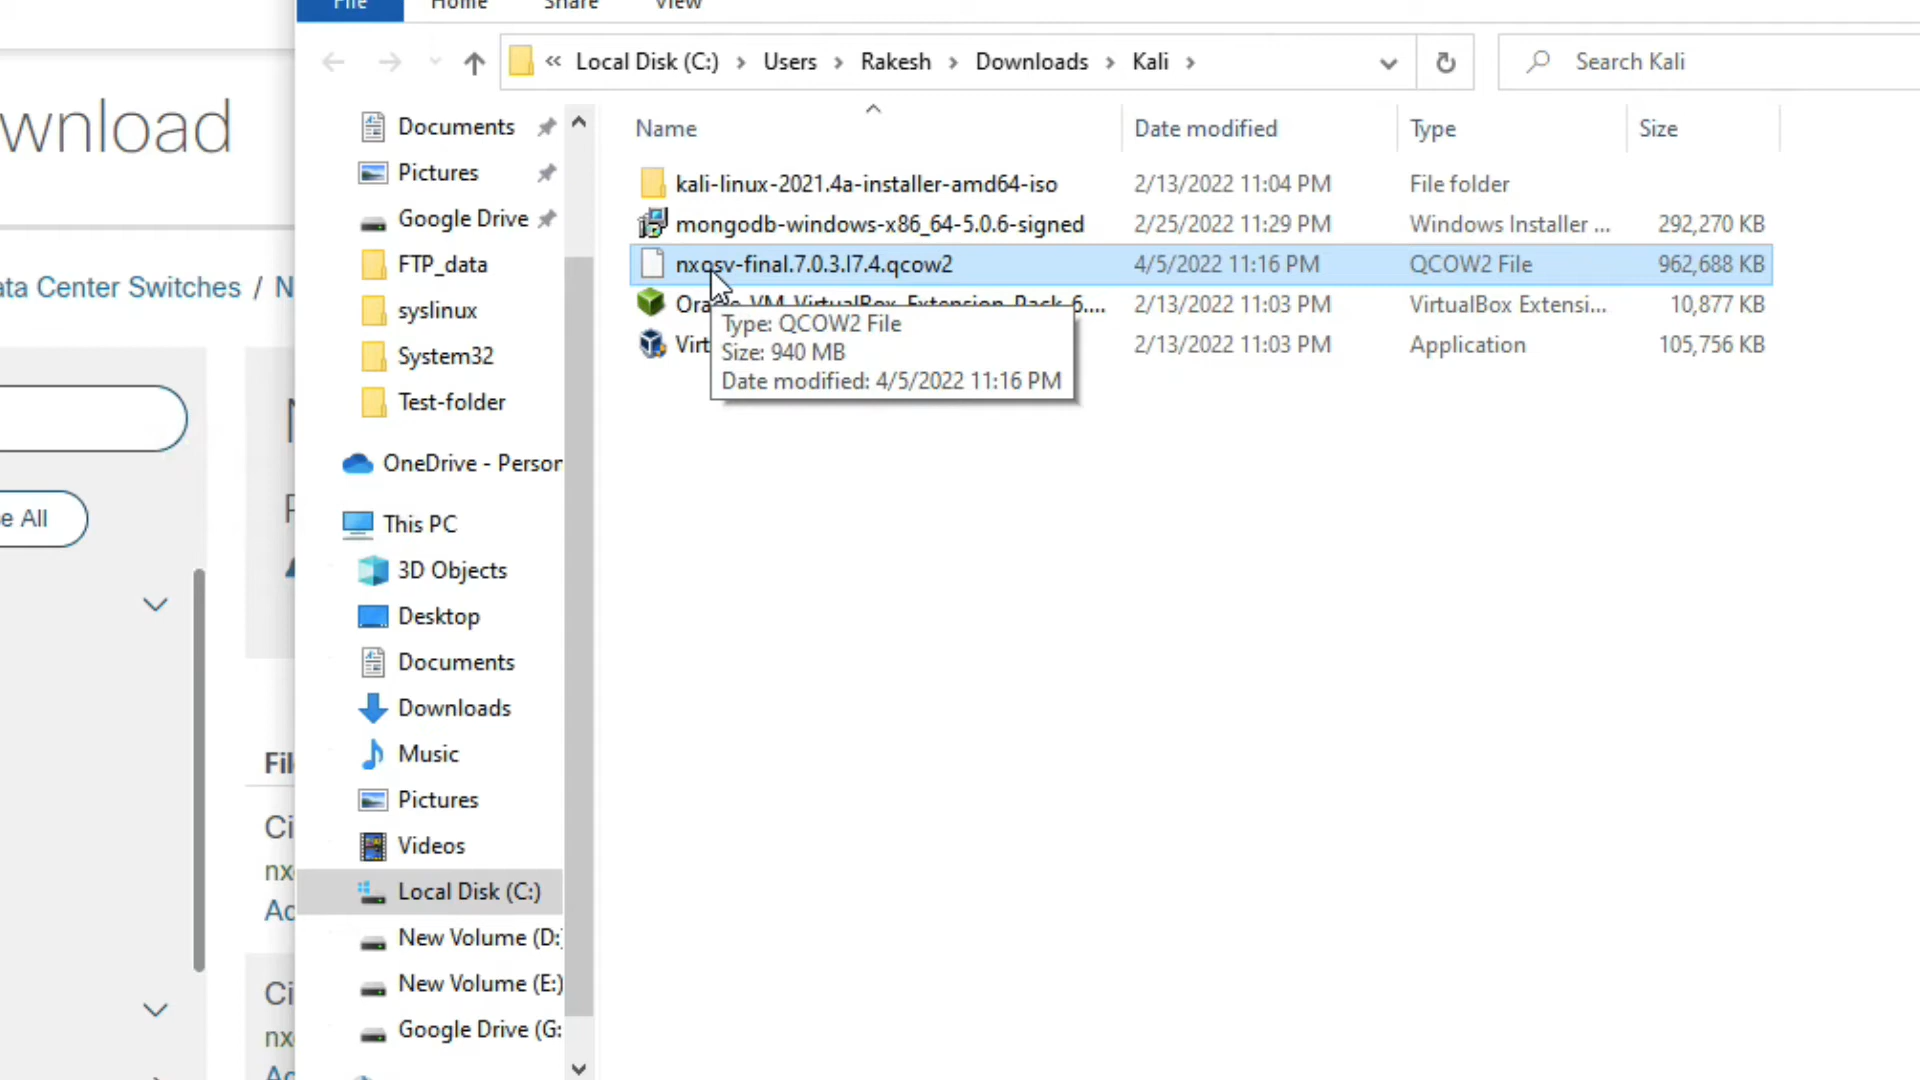 File Home Share View
« Local Disk (C:) › Users › Rakesh › Downloads › Kali ›
Search Kali
wnload
ata Center Switches / N
e All
Fil
Ci
nx
Ac
Ci
nx
Ac
Documents
Pictures
Google Drive
FTP_data
syslinux
System32
Test-folder
OneDrive - Person
This PC
3D Objects
Desktop
Documents
Downloads
Music
Pictures
Videos
Local Disk (C:)
New Volume (D:)
New Volume (E:)
Google Drive (G:
Name Date modified Type Size
kali-linux-2021.4a-installer-amd64-iso 2/13/2022 11:04 PM File folder
mongodb-windows-x86_64-5.0.6-signed 2/25/2022 11:29 PM Windows Installer ... 292,270 KB
nxosv-final.7.0.3.I7.4.qcow2 4/5/2022 11:16 PM QCOW2 File 962,688 KB
Oracle_VM_VirtualBox_Extension_Pack-6.... 2/13/2022 11:03 PM VirtualBox Extensi... 10,877 KB
Virt 2/13/2022 11:03 PM Application 105,756 KB
Type: QCOW2 File
Size: 940 MB
Date modified: 4/5/2022 11:16 PM